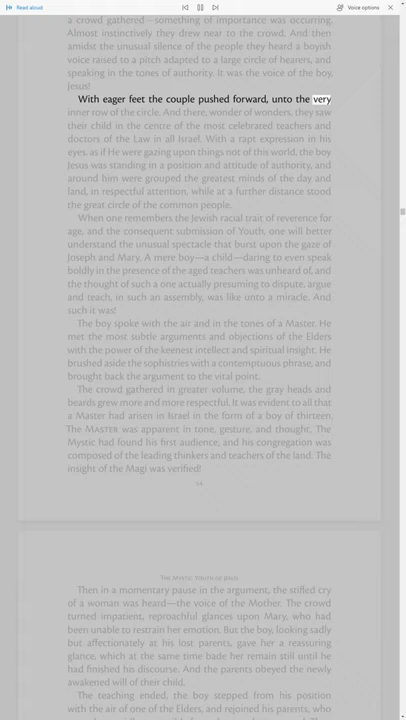 Read aloud
Voice options
a crowd gathered—something of importance was occurring.
Almost instinctively they drew near to the crowd. And then
amidst the unusual silence of the people they heard a boyish
voice raised to a pitch adapted to a large circle of hearers, and
speaking in the tones of authority. It was the voice of the boy,
Jesus!
With eager feet the couple pushed forward, unto the very
inner row of the circle. And there, wonder of wonders, they saw
their child in the centre of the most celebrated teachers and
doctors of the Law in all Israel. With a rapt expression in his
eyes, as if He were gazing upon things not of this world, the boy
Jesus was standing in a position and attitude of authority, and
around him were grouped the greatest minds of the day and
land, in respectful attention, while at a further distance stood
the great circle of the common people.
When one remembers the Jewish racial trait of reverence for
age, and the consequent submission of Youth, one will better
understand the unusual spectacle that burst upon the gaze of
Joseph and Mary. A mere boy—a child—daring to even speak
boldly in the presence of the aged teachers was unheard of, and
the thought of such a one actually presuming to dispute, argue
and teach, in such an assembly, was like unto a miracle. And
such it was!
The boy spoke with the air and in the tones of a Master. He
met the most subtle arguments and objections of the Elders
with the power of the keenest intellect and spiritual insight. He
brushed aside the sophistries with a contemptuous phrase, and
brought back the argument to the vital point.
The crowd gathered in greater volume, the gray heads and
beards grew more and more respectful. It was evident to all that
a Master had arisen in Israel in the form of a boy of thirteen.
The MASTER was apparent in tone, gesture, and thought. The
Mystic had found his first audience, and his congregation was
composed of the leading thinkers and teachers of the land. The
insight of the Magi was verified!
The Mystic Youth of Jesus
Then in a momentary pause in the argument, the stifled cry
of a woman was heard—the voice of the Mother. The crowd
turned impatient, reproachful glances upon Mary, who had
been unable to restrain her emotion. But the boy, looking sadly
but affectionately at his lost parents, gave her a reassuring
glance, which at the same time bade her remain still until he
had finished his discourse. And the parents obeyed the newly
awakened will of their child.
The teaching ended, the boy stepped from his position
with the air of one of the Elders, and rejoined his parents, who